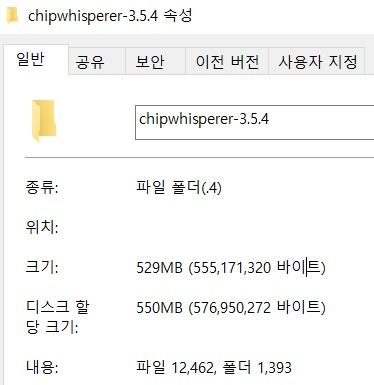 chipwhisperer-3.5.4 속성
일반 공유 보안 이전 버전 사용자 지정
chipwhisperer-3.5.4
종류: 파일 폴더(.4)
위치:
크기: 529MB (555,171,320 바이트)
디스크 할 550MB (576,950,272 바이트)
당 크기:
내용: 파일 12,462, 폴더 1,393